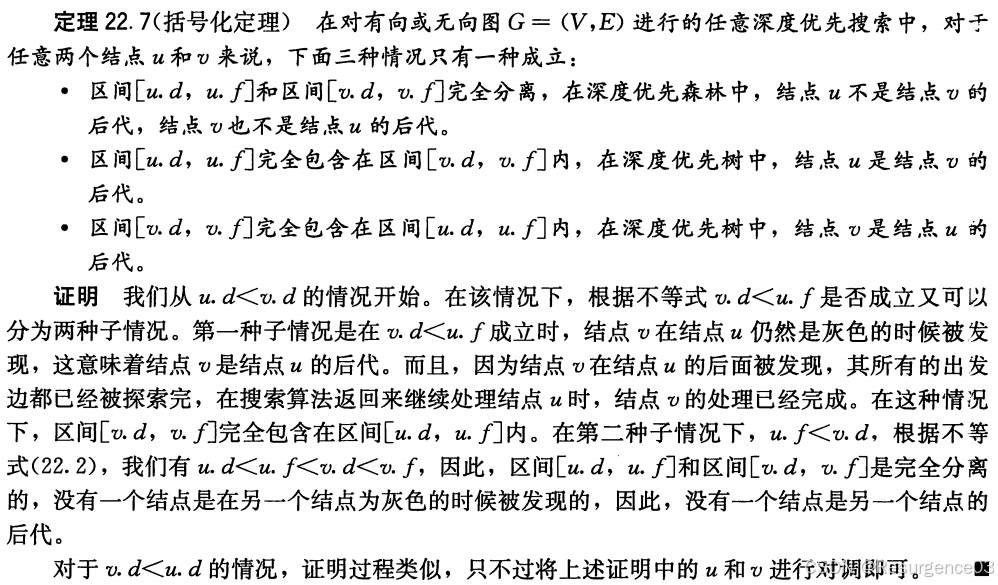 定理 22.7(括号化定理) 在对有向或无向图 G=(V,E)进行的任意深度优先搜索中，对于
任意两个结点 u 和 v 来说，下面三种情况只有一种成立：
• 区间[u.d，u.f]和区间[v.d，v.f]完全分离，在深度优先森林中，结点 u 不是结点 v 的
后代，结点 v 也不是结点 u 的后代。
• 区间[u.d，u.f]完全包含在区间[v.d，v.f]内，在深度优先树中，结点 u 是结点 v 的
后代。
• 区间[v.d，v.f]完全包含在区间[u.d，u.f]内，在深度优先树中，结点 v 是结点 u 的
后代。
证明 我们从 u.d<v.d 的情况开始。在该情况下，根据不等式 v.d<u.f 是否成立又可以
分为两种子情况。第一种子情况是在 v.d<u.f 成立时，结点 v 在结点 u 仍然是灰色的时候被发
现，这意味着结点 v 是结点 u 的后代。而且，因为结点 v 在结点 u 的后面被发现，其所有的出发
边都已经被探索完，在搜索算法返回来继续处理结点 u 时，结点 v 的处理已经完成。在这种情况
下，区间[v.d，v.f]完全包含在区间[u.d，u.f]内。在第二种子情况下，u.f<v.d，根据不等
式(22.2)，我们有 u.d<u.f<v.d<v.f，因此，区间[u.d，u.f]和区间[v.d，v.f]是完全分离
的，没有一个结点是在另一个结点为灰色的时候被发现的，因此，没有一个结点是另一个结点的
后代。
对于 v.d<u.d 的情况，证明过程类似，只不过将上述证明中的 u 和 v 进行对调即可。